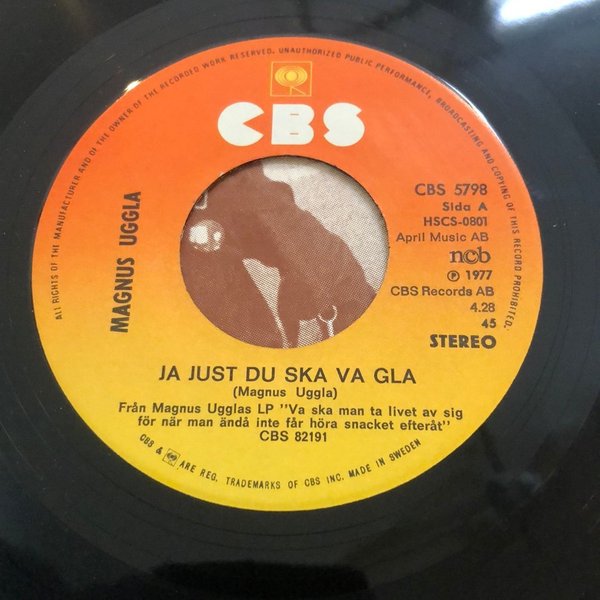 ALL RIGHTS OF THE MANUFACTURER AND OF THE OWNER OF THE RECORDED WORK RESERVED. UNAUTHORIZED PUBLIC PERFORMANCE, BROADCASTING AND COPYING OF THIS RECORD PROHIBITED.
CBS
MAGNUS UGGLA
CBS 5798
Sida A
HSCS-0801
April Music AB
ncb
Ⓟ 1977
CBS Records AB
4.28
45
STEREO
JA JUST DU SKA VA GLA
(Magnus Uggla)
Från Magnus Ugglas LP "Va ska man ta livet av sig
för när man ändå inte får höra snacket efteråt"
CBS 82191
CBS & ARE REG. TRADEMARKS OF CBS INC. MADE IN SWEDEN